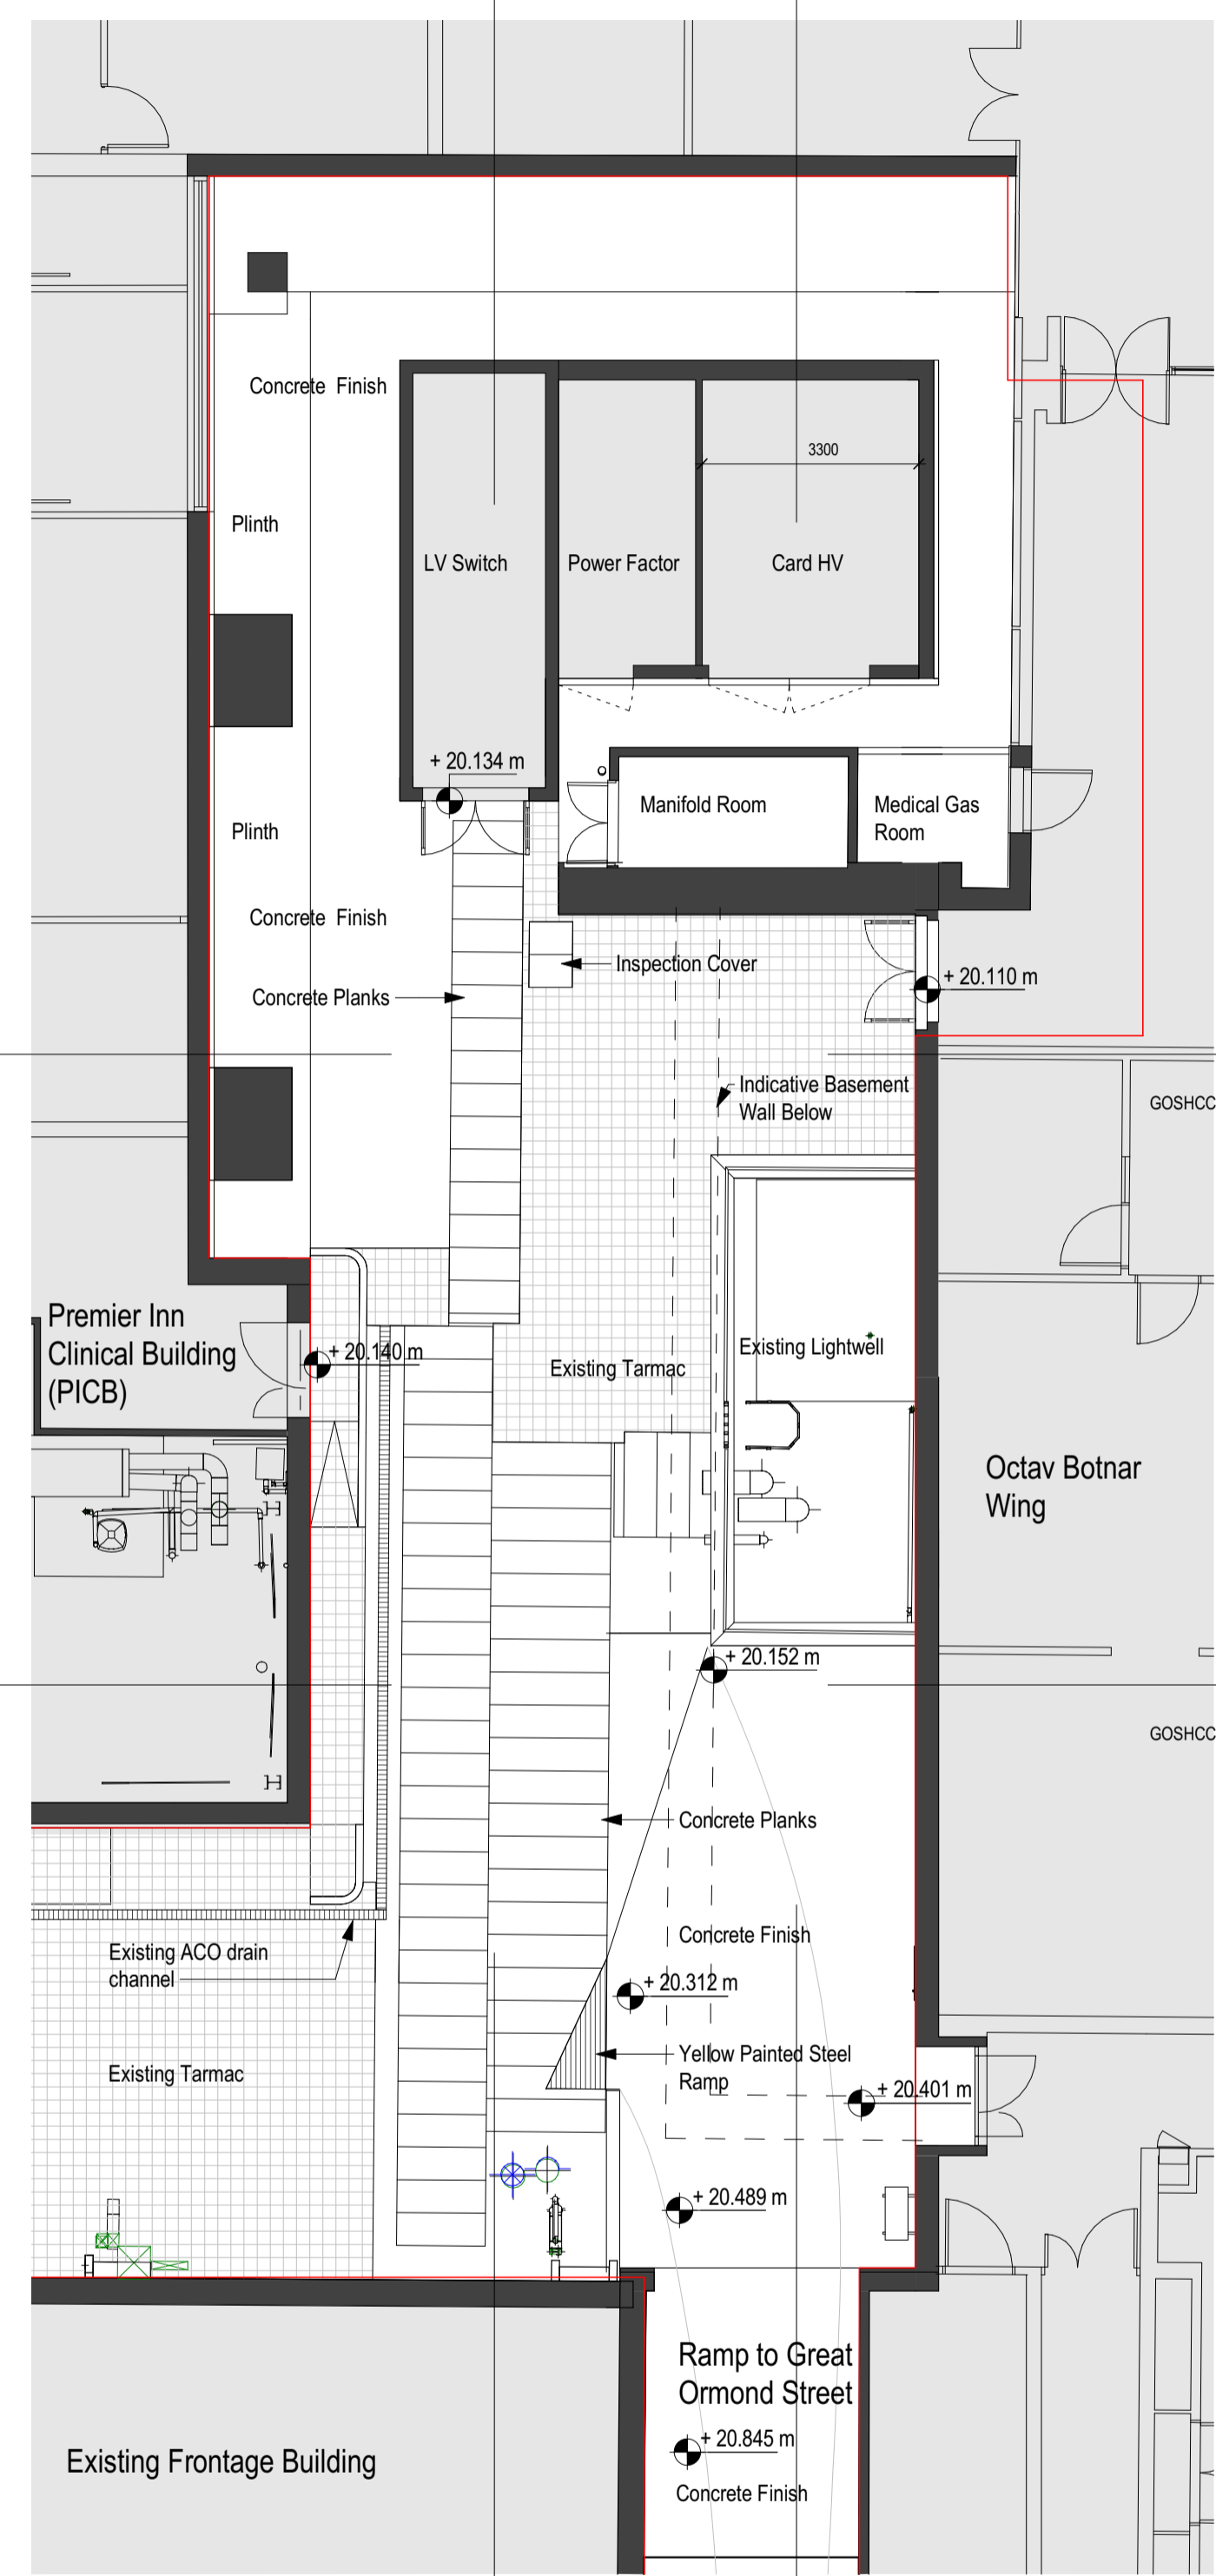 Concrete Finish
3300
Plinth
LV Switch
Power Factor
Card HV
+ 20.134 m
Manifold Room
Medical Gas
Room
Plinth
Concrete Finish
Inspection Cover
+ 20.110 m
Concrete Planks
Indicative Basement
Wall Below
GOSHCC
Premier Inn
Clinical Building
(PICB)
+ 20.140 m
Existing Lightwell
Existing Tarmac
Octav Botnar
Wing
+ 20.152 m
GOSHCC
Concrete Planks
Concrete Finish
Existing ACO drain
channel
+ 20.312 m
Yellow Painted Steel
Ramp
Existing Tarmac
+ 20.401 m
+ 20.489 m
Ramp to Great
Ormond Street
+ 20.845 m
Existing Frontage Building
Concrete Finish